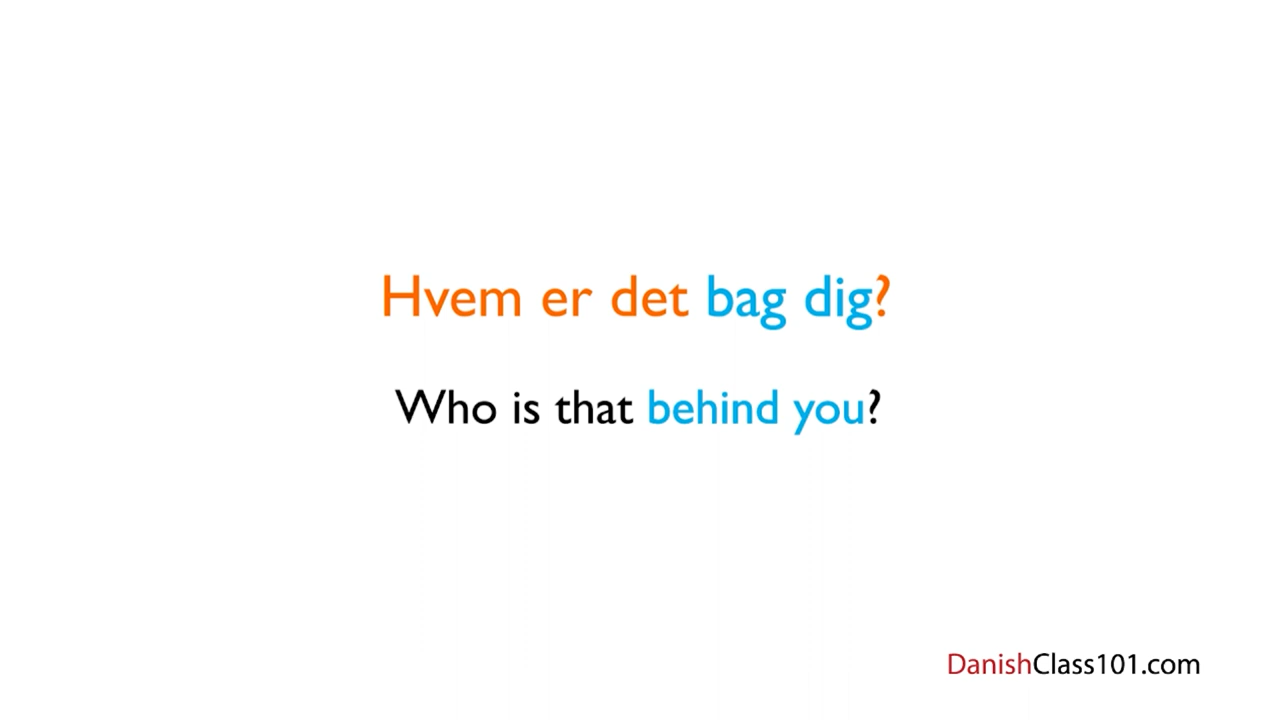 Hvem er det bag dig?
Who is that behind you?
DanishClass101.com